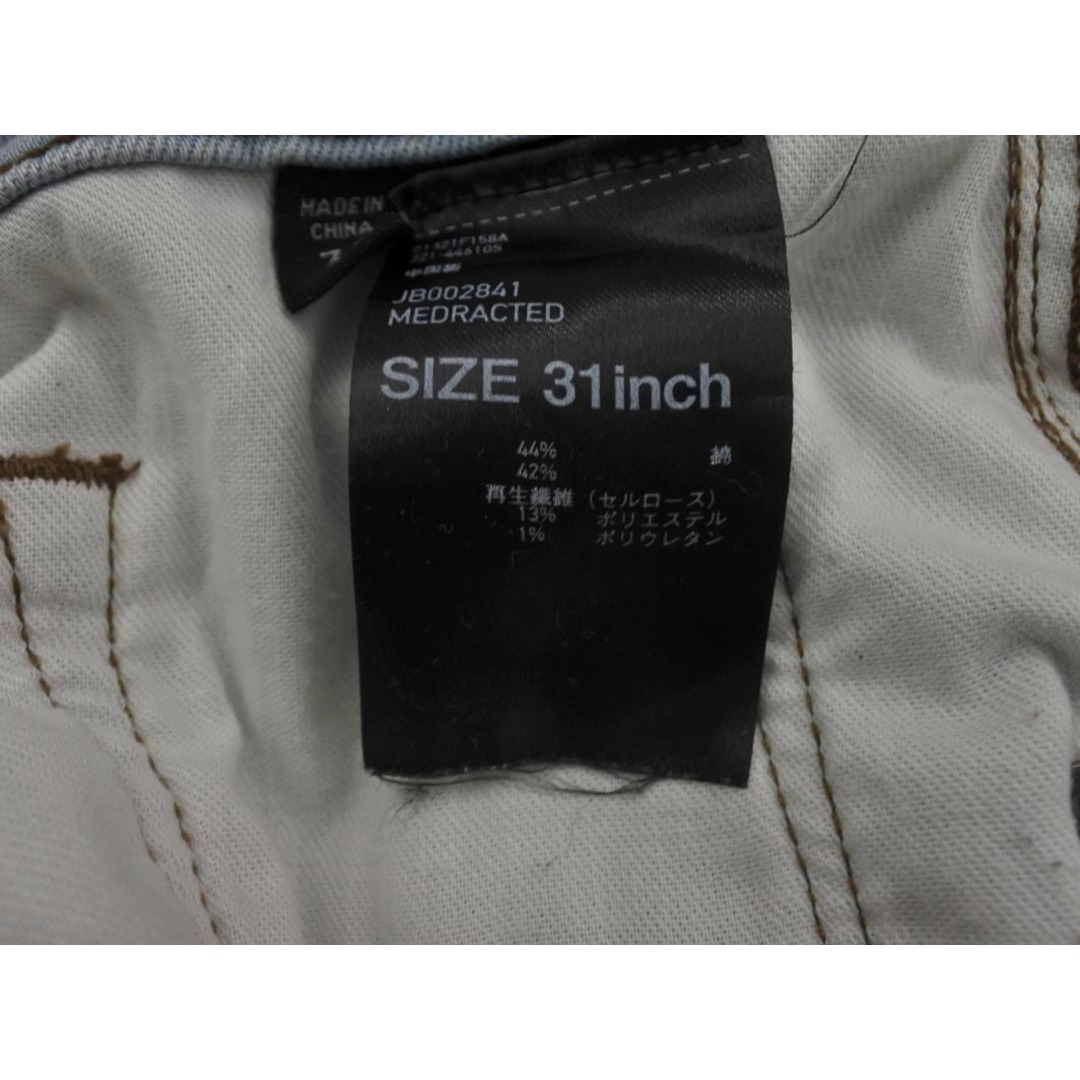 MADE IN
CHINA
中国製
JB002841
MEDRACTED
SIZE 31inch
44% 綿
42%
再生繊維 (セルロース)
13% ポリエステル
1% ポリウレタン